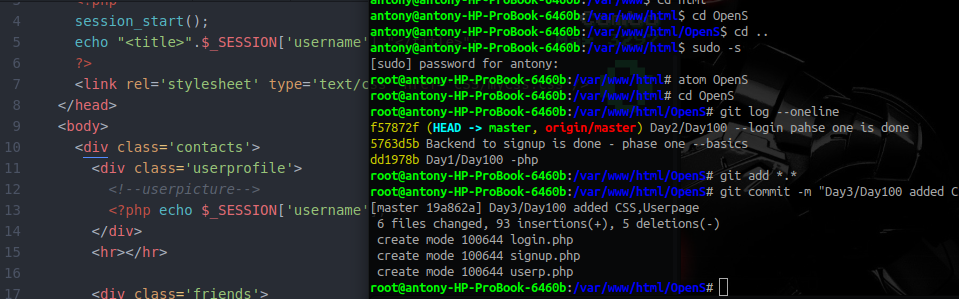 3 <?php
4 session_start();
5 echo "<title>".$_SESSION['username'
6 ?>
7 <link rel='stylesheet' type='text/c
8 </head>
9 <body>
10 <div class='contacts'>
11 <div class='userprofile'>
12 <!--userpicture-->
13 <?php echo $_SESSION['username'
14 </div>
15 <hr></hr>
16
17 <div class='friends'>
antony@antony-HP-ProBook-6460b:/var/www$ cd html
antony@antony-HP-ProBook-6460b:/var/www/html$ cd OpenS
antony@antony-HP-ProBook-6460b:/var/www/html/OpenS$ cd ..
antony@antony-HP-ProBook-6460b:/var/www/html$ sudo -s
[sudo] password for antony:
root@antony-HP-ProBook-6460b:/var/www/html# atom OpenS
root@antony-HP-ProBook-6460b:/var/www/html# cd OpenS
root@antony-HP-ProBook-6460b:/var/www/html/OpenS# git log --oneline
f57872f (HEAD -> master, origin/master) Day2/Day100 --login pahse one is done
5763d5b Backend to signup is done - phase one --basics
dd1978b Day1/Day100 -php
root@antony-HP-ProBook-6460b:/var/www/html/OpenS# git add *.*
root@antony-HP-ProBook-6460b:/var/www/html/OpenS# git commit -m "Day3/Day100 added C
[master 19a862a] Day3/Day100 added CSS,Userpage
6 files changed, 93 insertions(+), 5 deletions(-)
create mode 100644 login.php
create mode 100644 signup.php
create mode 100644 userp.php
root@antony-HP-ProBook-6460b:/var/www/html/OpenS#